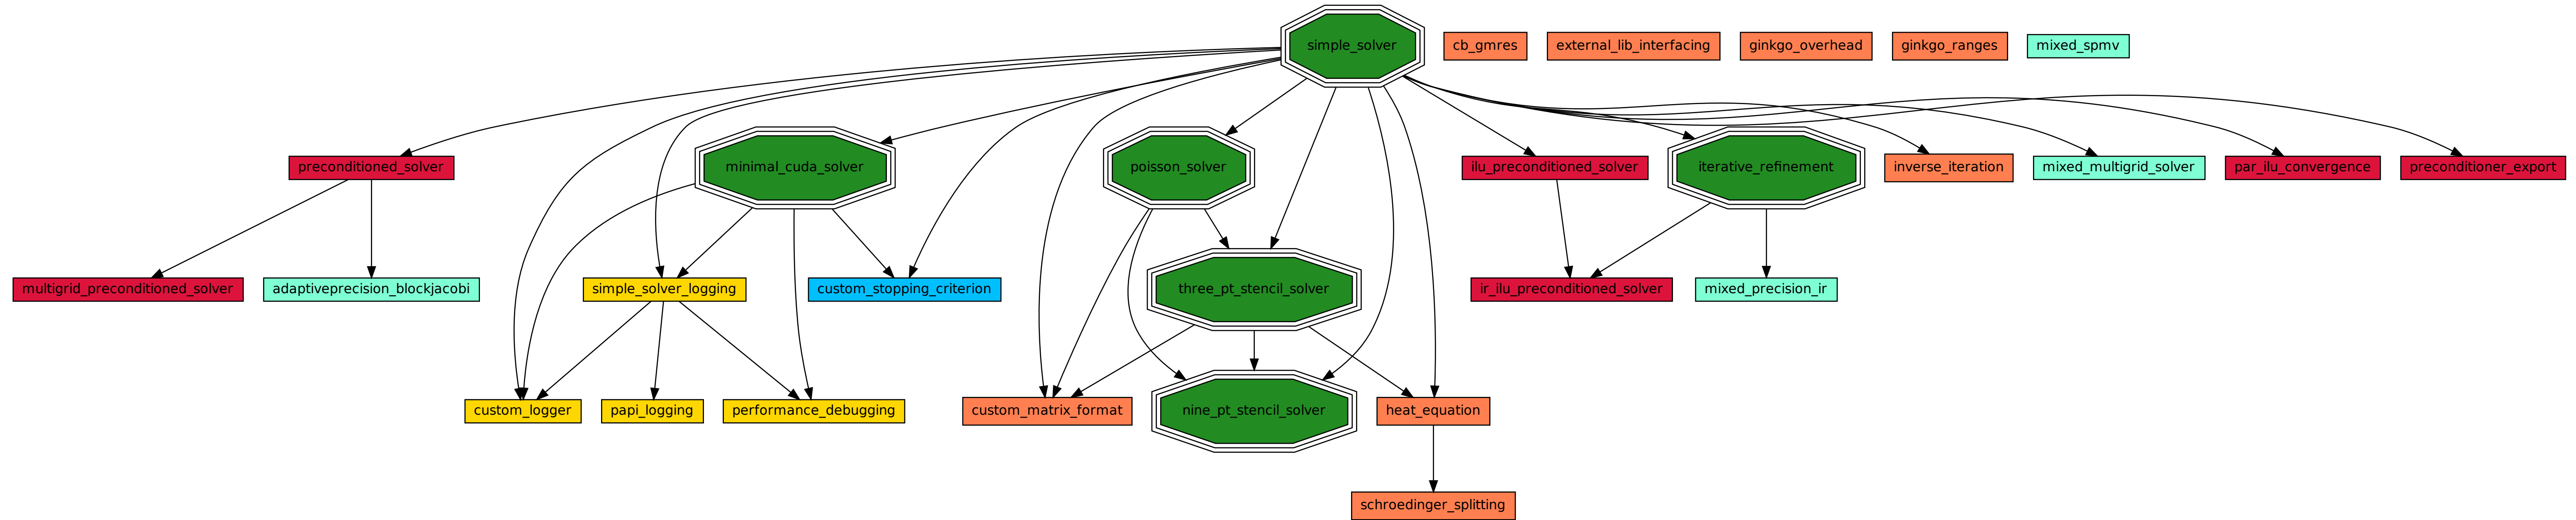 simple_solver
cb_gmres
external_lib_interfacing
ginkgo_overhead
ginkgo_ranges
mixed_spmv
preconditioned_solver
minimal_cuda_solver
poisson_solver
ilu_preconditioned_solver
iterative_refinement
inverse_iteration
mixed_multigrid_solver
par_ilu_convergence
preconditioner_export
multigrid_preconditioned_solver
adaptiveprecision_blockjacobi
simple_solver_logging
custom_stopping_criterion
three_pt_stencil_solver
ir_ilu_preconditioned_solver
mixed_precision_ir
custom_logger
papi_logging
performance_debugging
custom_matrix_format
nine_pt_stencil_solver
heat_equation
schroedinger_splitting